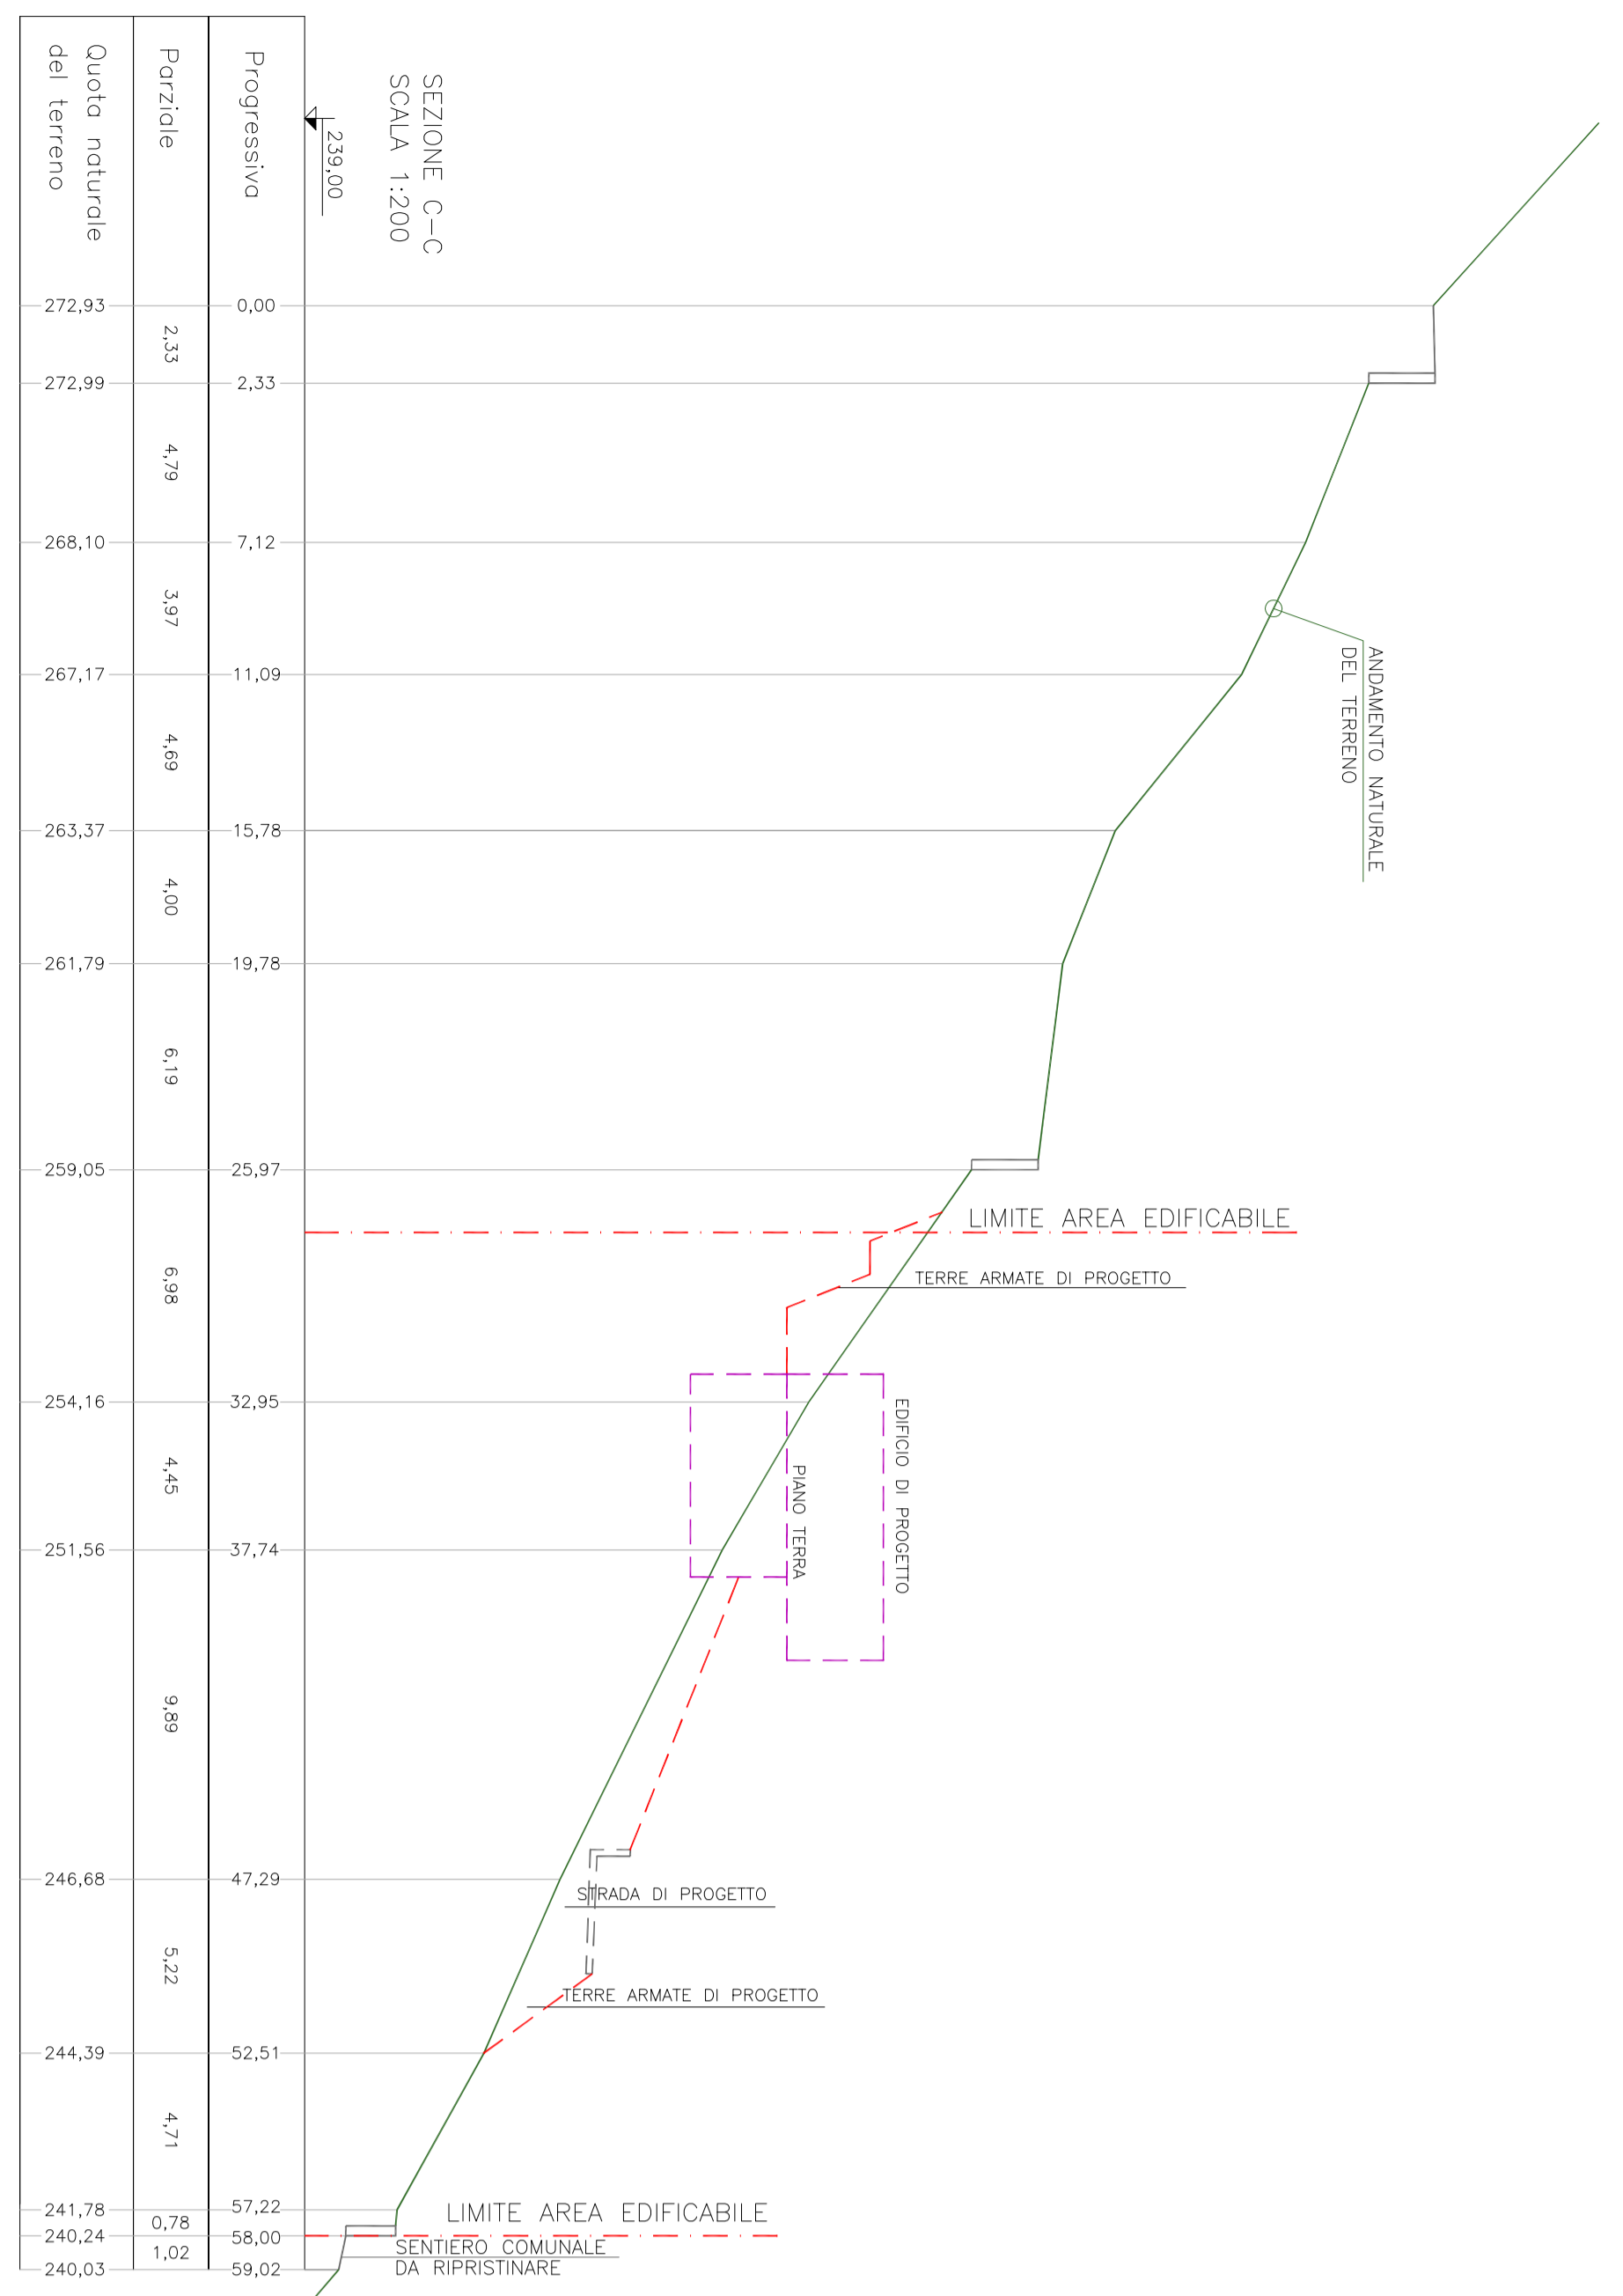 SEZIONE C-C
SCALA 1:200
239,00
Progressiva
Parziale
Quota naturale
del terreno
0,00
2,33
7,12
11,09
15,78
19,78
25,97
32,95
37,74
47,29
52,51
57,22
58,00
59,02
2,33
4,79
3,97
4,69
4,00
6,19
6,98
4,45
9,89
5,22
4,71
0,78
1,02
272,93
272,99
268,10
267,17
263,37
261,79
259,05
254,16
251,56
246,68
244,39
241,78
240,24
240,03
ANDAMENTO NATURALE
DEL TERRENO
LIMITE AREA EDIFICABILE
TERRE ARMATE DI PROGETTO
EDIFICIO DI PROGETTO
PIANO TERRA
STRADA DI PROGETTO
TERRE ARMATE DI PROGETTO
LIMITE AREA EDIFICABILE
SENTIERO COMUNALE
DA RIPRISTINARE